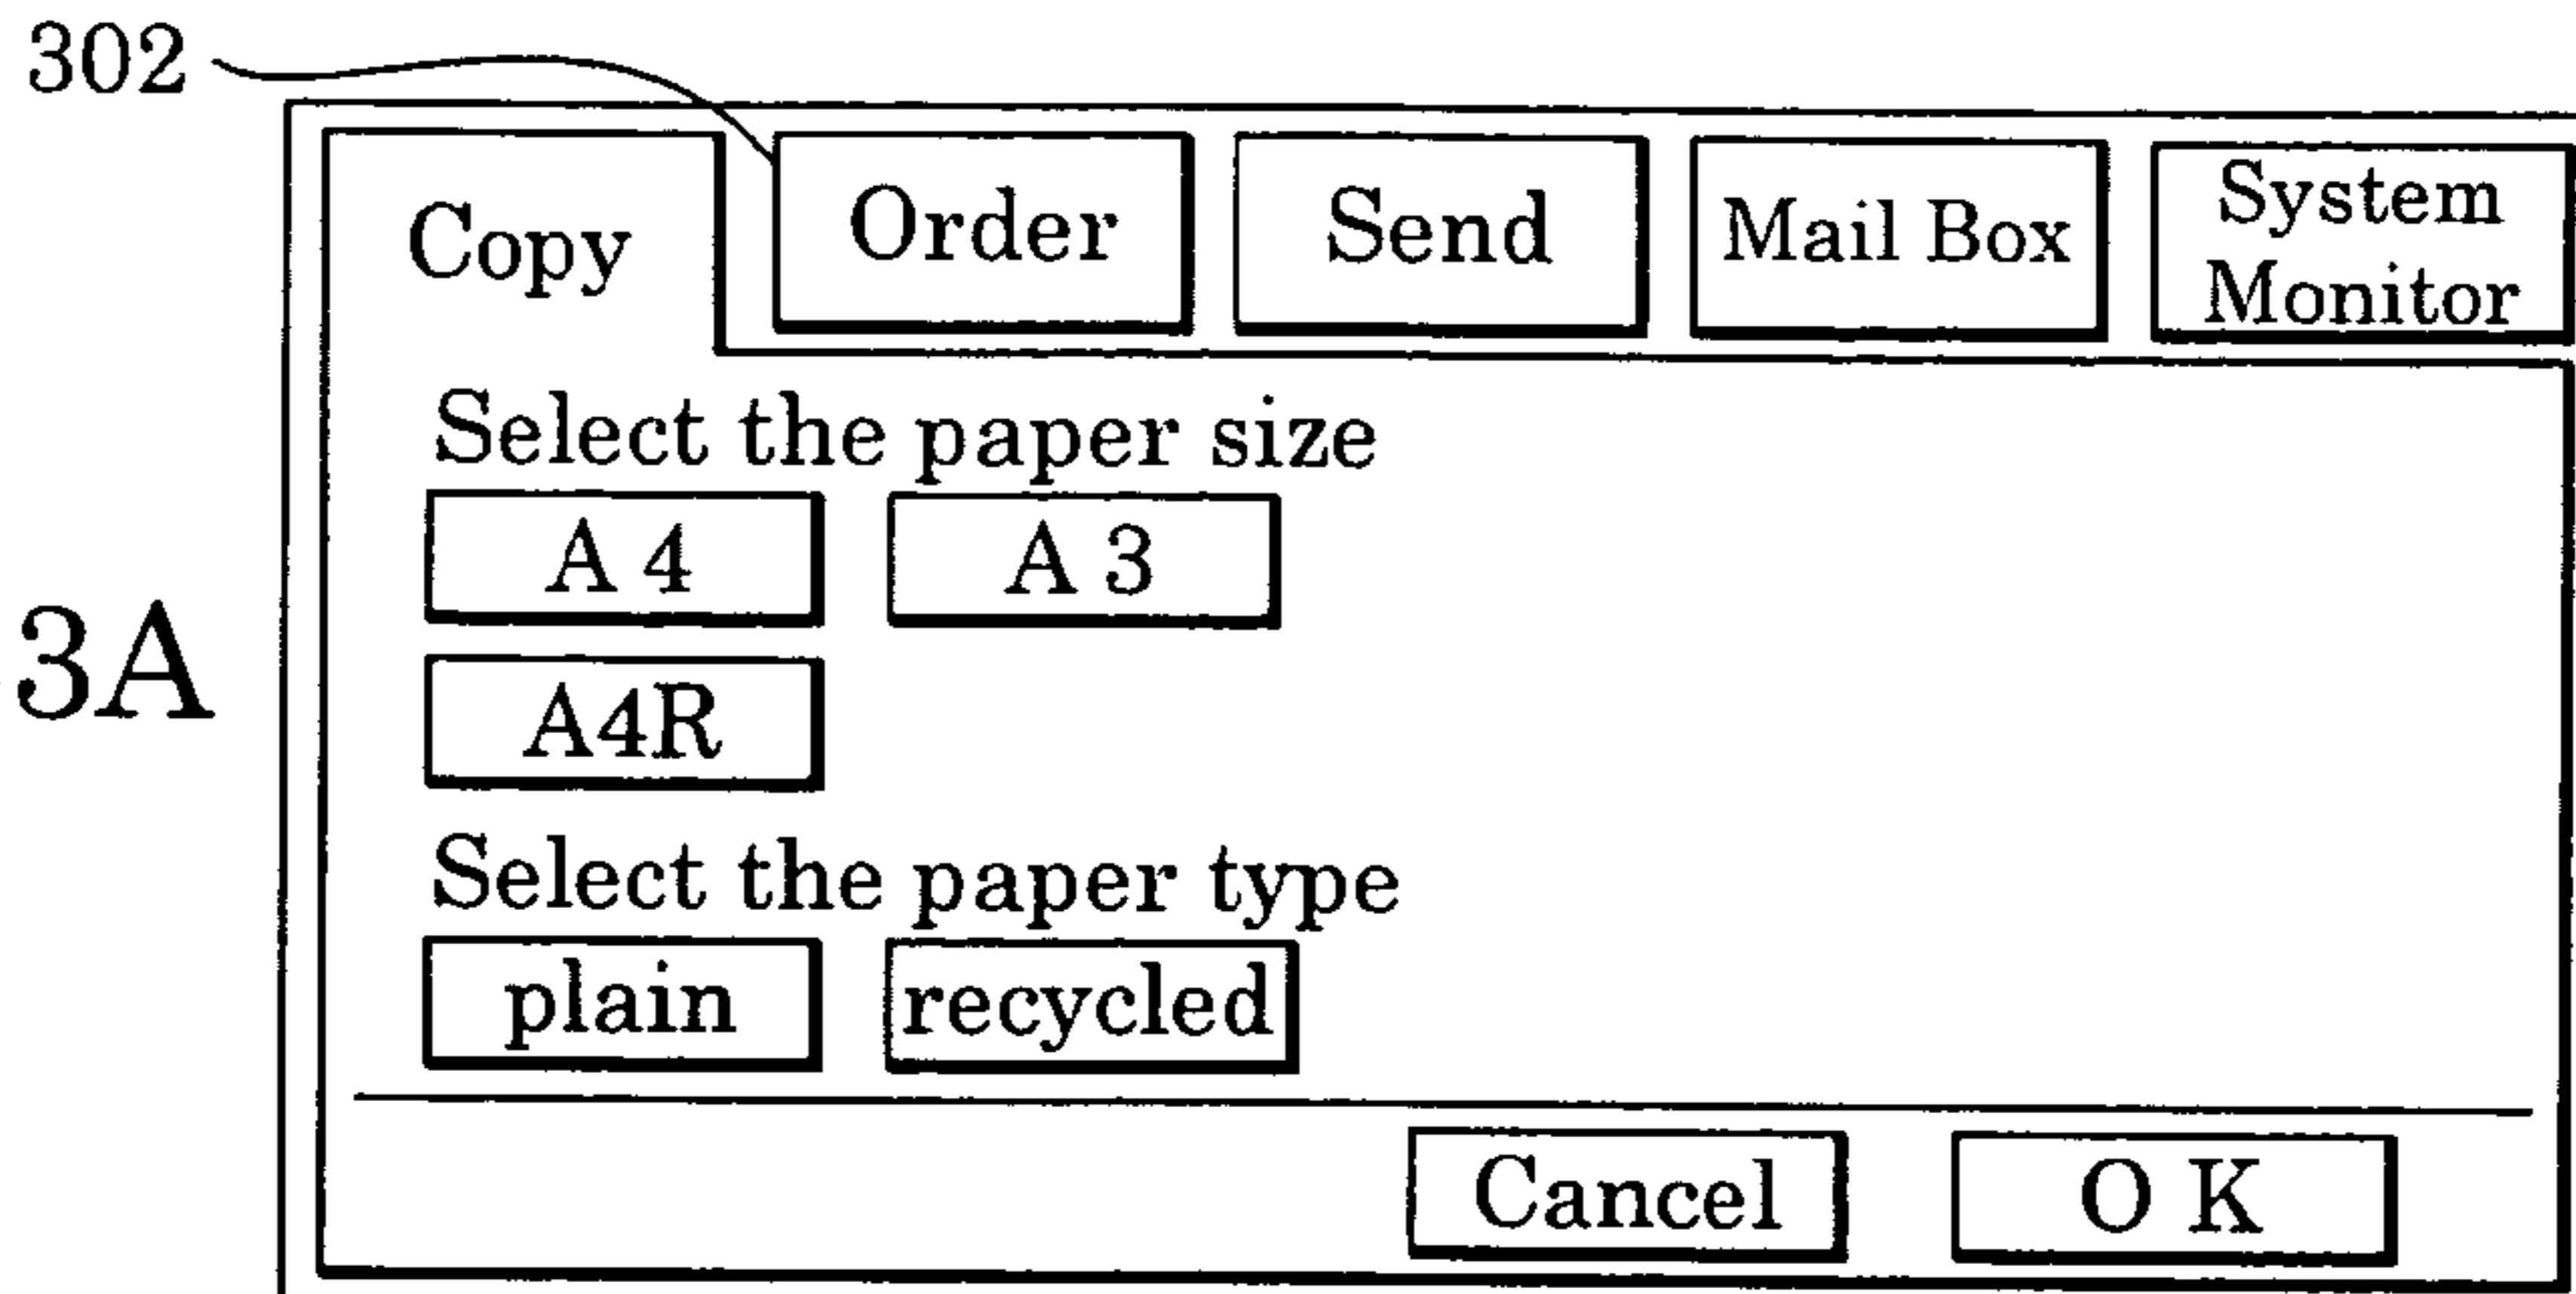 302
Copy
Order
Send
Mail Box
System
Monitor
Select the paper size
A 4
A 3
3A
A4R
Select the paper type
plain
recycled
Cancel
O K